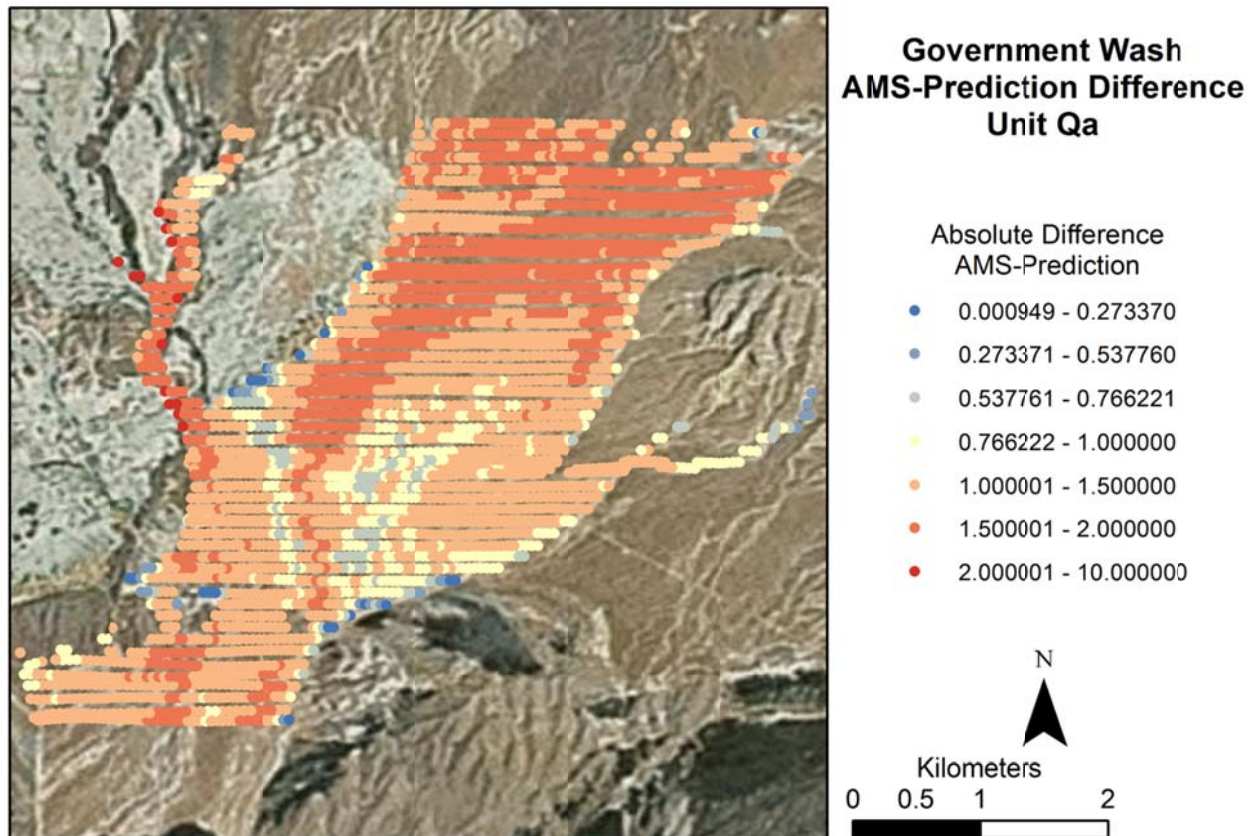 Government Wash
AMS-Prediction Difference
Unit Qa
Absolute Difference
AMS-Prediction
0.000949 - 0.273370
0.273371 - 0.537760
0.537761 - 0.766221
0.766222 - 1.000000
1.000001 - 1.500000
1.500001 - 2.000000
2.000001 - 10.000000
N
Kilometers
0 0.5 1 2